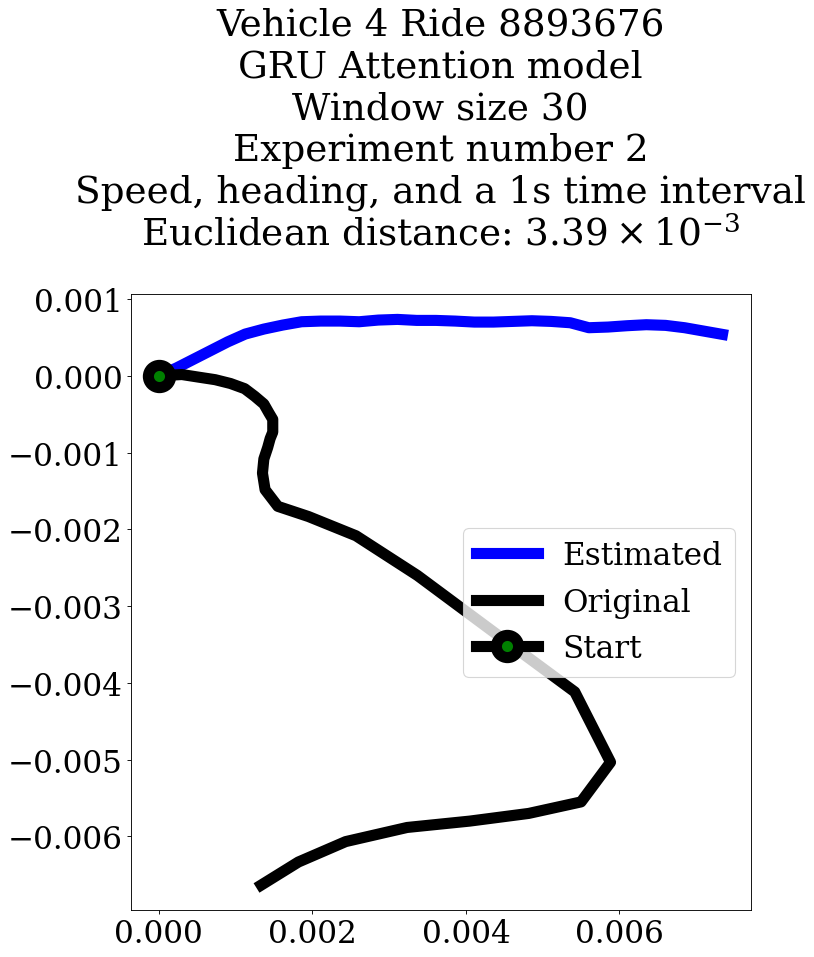 Vehicle 4 Ride 8893676
GRU Attention model
Window size 30
Experiment number 2
Speed, heading, and a 1s time interval
Euclidean distance: 3.39 × 10⁻³
0.001
0.000
−0.001
−0.002
−0.003
−0.004
−0.005
−0.006
Estimated
Original
Start
0.000 0.002 0.004 0.006